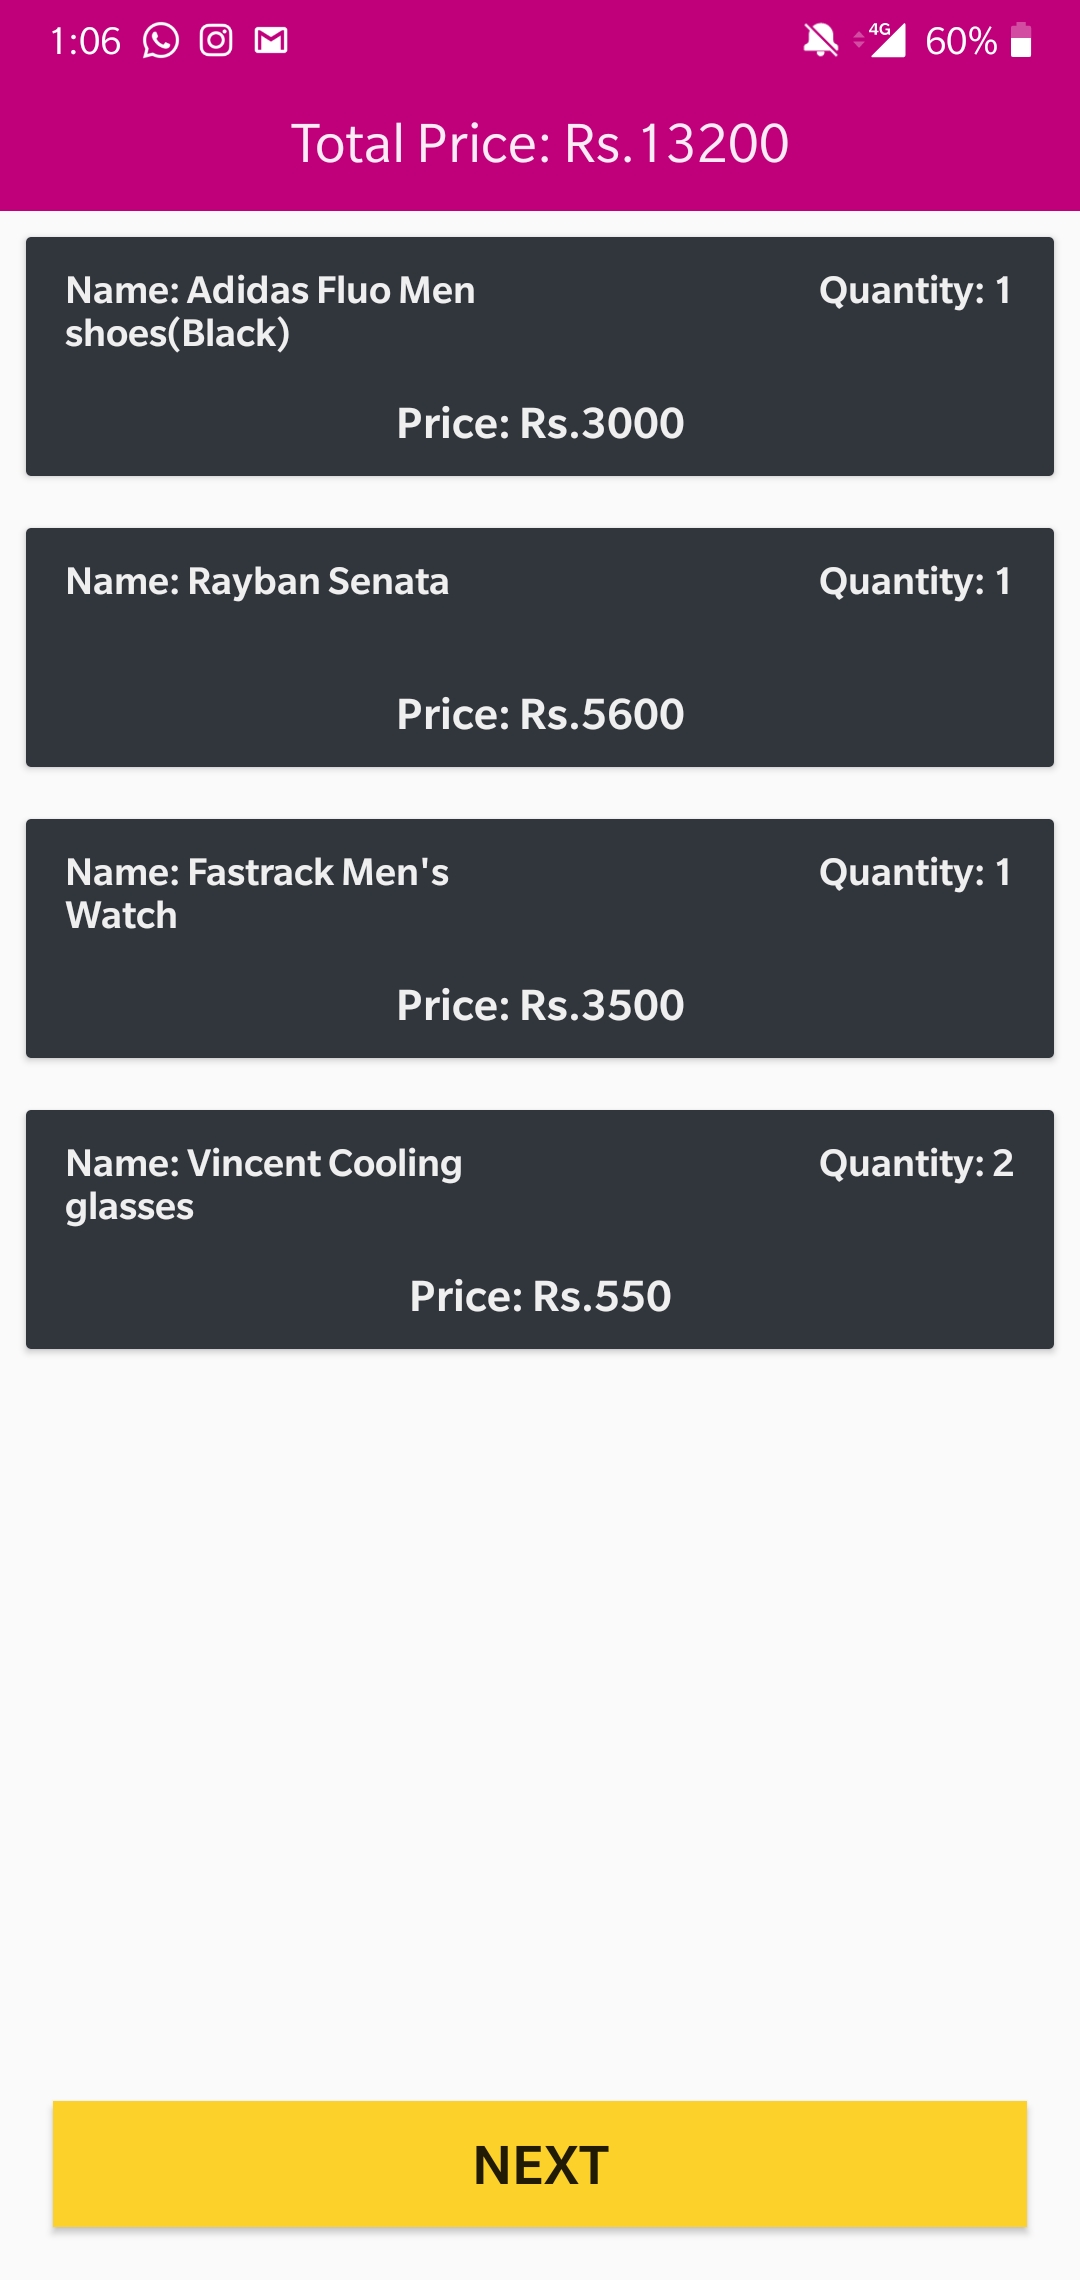 1:06
4G
60%
Total Price: Rs.13200
Name: Adidas Fluo Men
shoes(Black)
Quantity: 1
Price: Rs.3000
Name: Rayban Senata
Quantity: 1
Price: Rs.5600
Name: Fastrack Men's
Watch
Quantity: 1
Price: Rs.3500
Name: Vincent Cooling
glasses
Quantity: 2
Price: Rs.550
NEXT